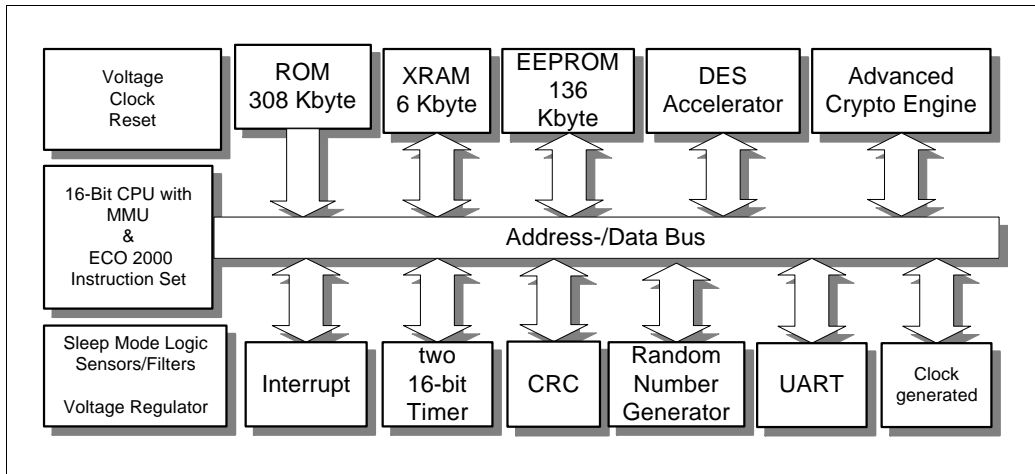 Voltage
Clock
Reset
ROM
308 Kbyte
XRAM
6 Kbyte
EEPROM
136
Kbyte
DES
Accelerator
Advanced
Crypto Engine
16-Bit CPU with
MMU
&
ECO 2000
Instruction Set
Address-/Data Bus
Sleep Mode Logic
Sensors/Filters
Voltage Regulator
Interrupt
two
16-bit
Timer
CRC
Random
Number
Generator
UART
Clock
generated